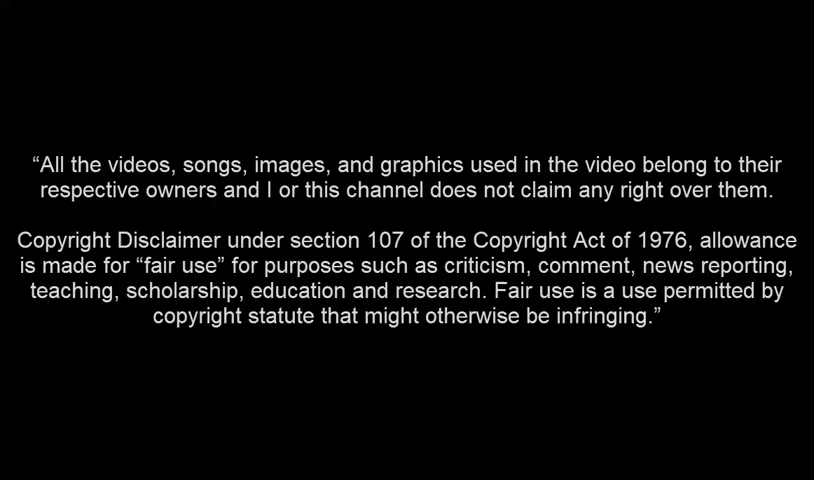 “All the videos, songs, images, and graphics used in the video belong to their
respective owners and I or this channel does not claim any right over them.
Copyright Disclaimer under section 107 of the Copyright Act of 1976, allowance
is made for “fair use” for purposes such as criticism, comment, news reporting,
teaching, scholarship, education and research. Fair use is a use permitted by
copyright statute that might otherwise be infringing.”